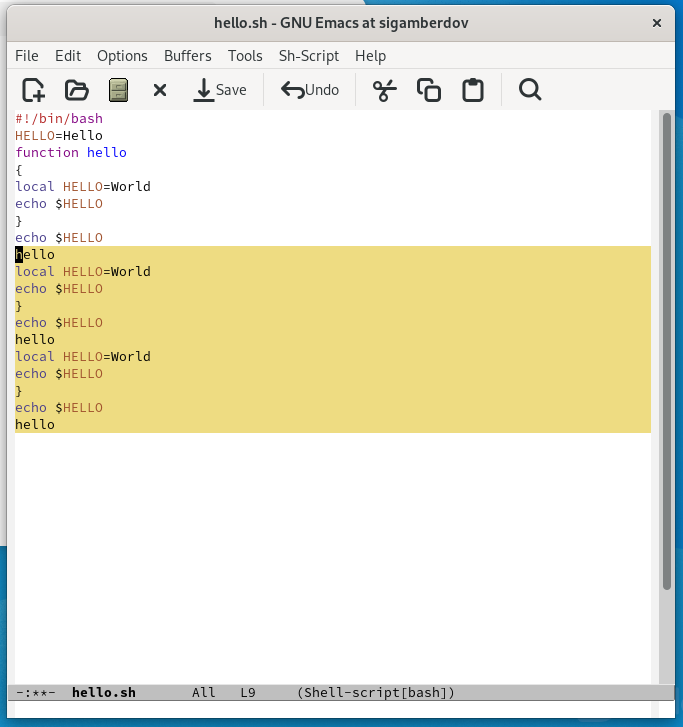 hello.sh - GNU Emacs at sigamberdov
File Edit Options Buffers Tools Sh-Script Help
Save Undo
#!/bin/bash
HELLO=Hello
function hello
{
local HELLO=World
echo $HELLO
}
echo $HELLO
hello
local HELLO=World
echo $HELLO
}
echo $HELLO
hello
local HELLO=World
echo $HELLO
}
echo $HELLO
hello
-:**- hello.sh All L9 (Shell-script[bash])